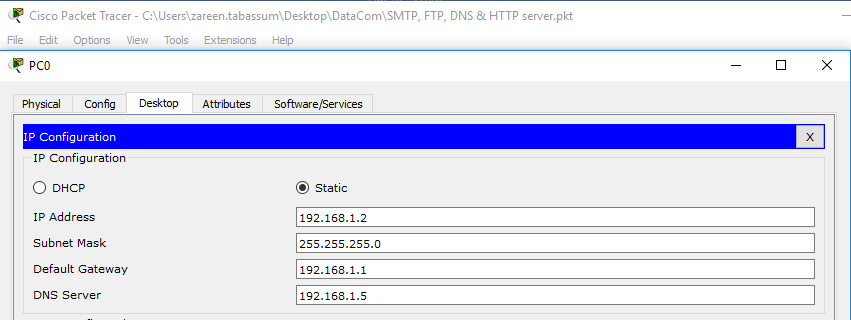 Cisco Packet Tracer - C:\Users\zareen.tabassum\Desktop\DataCom\SMTP, FTP, DNS & HTTP server.pkt
File Edit Options View Tools Extensions Help
PC0
Physical Config Desktop Attributes Software/Services
IP Configuration X
IP Configuration
DHCP Static
IP Address 192.168.1.2
Subnet Mask 255.255.255.0
Default Gateway 192.168.1.1
DNS Server 192.168.1.5